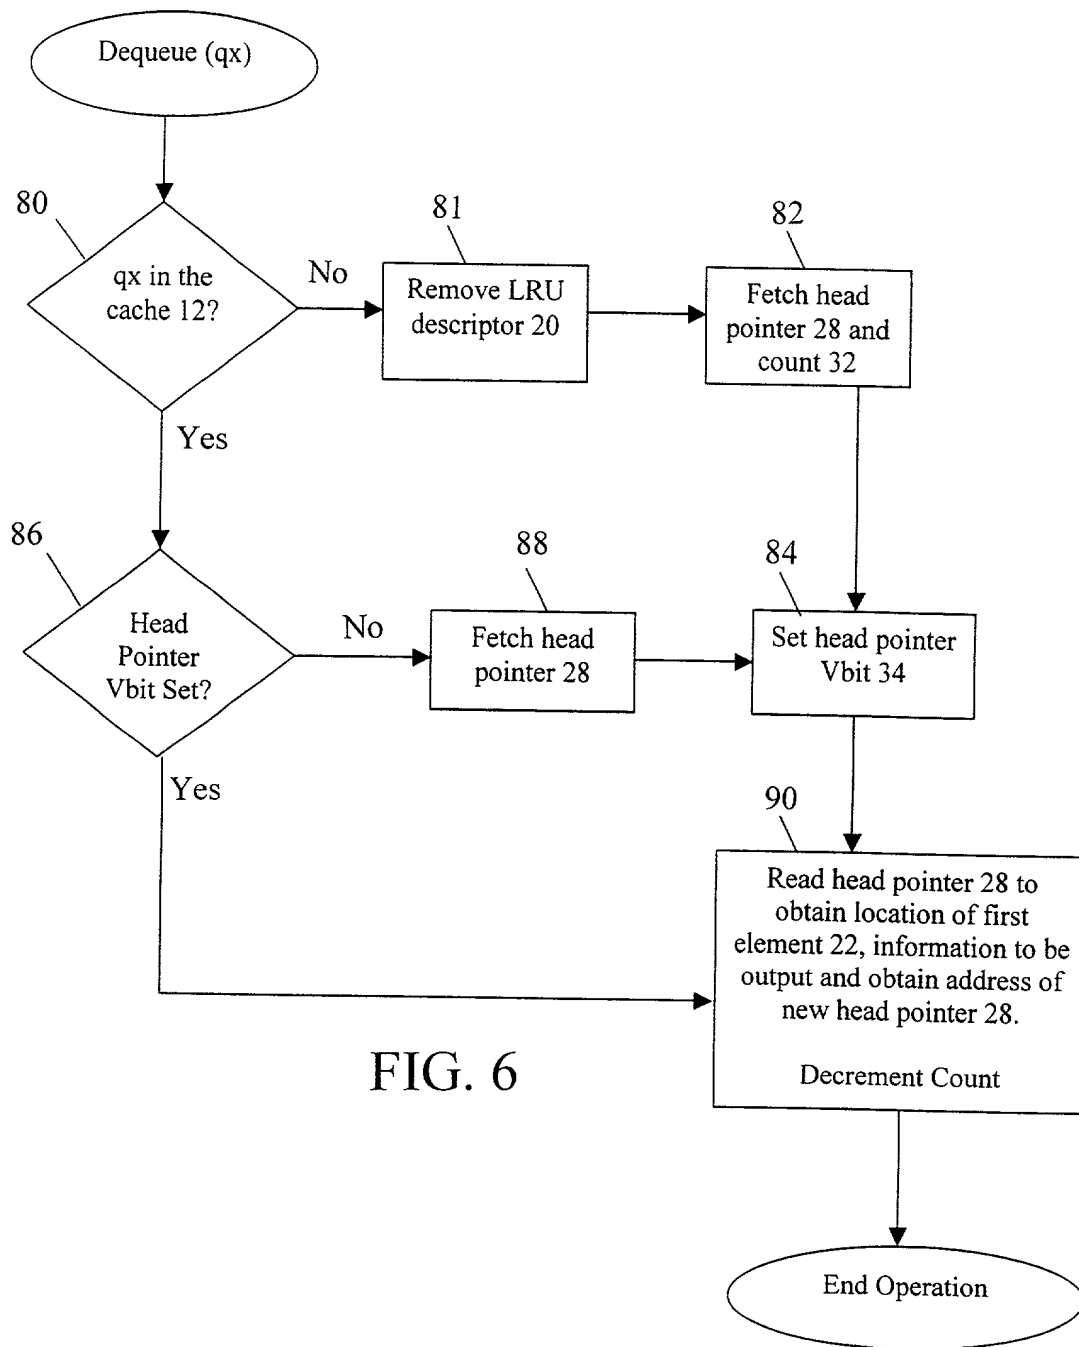 Dequeue (qx)
80
qx in the
cache 12?
No
81
Remove LRU
descriptor 20
82
Fetch head
pointer 28 and
count 32
Yes
86
Head
Pointer
Vbit Set?
No
88
Fetch head
pointer 28
84
Set head pointer
Vbit 34
Yes
90
Read head pointer 28 to
obtain location of first
element 22, information to be
output and obtain address of
new head pointer 28.
Decrement Count
FIG. 6
End Operation